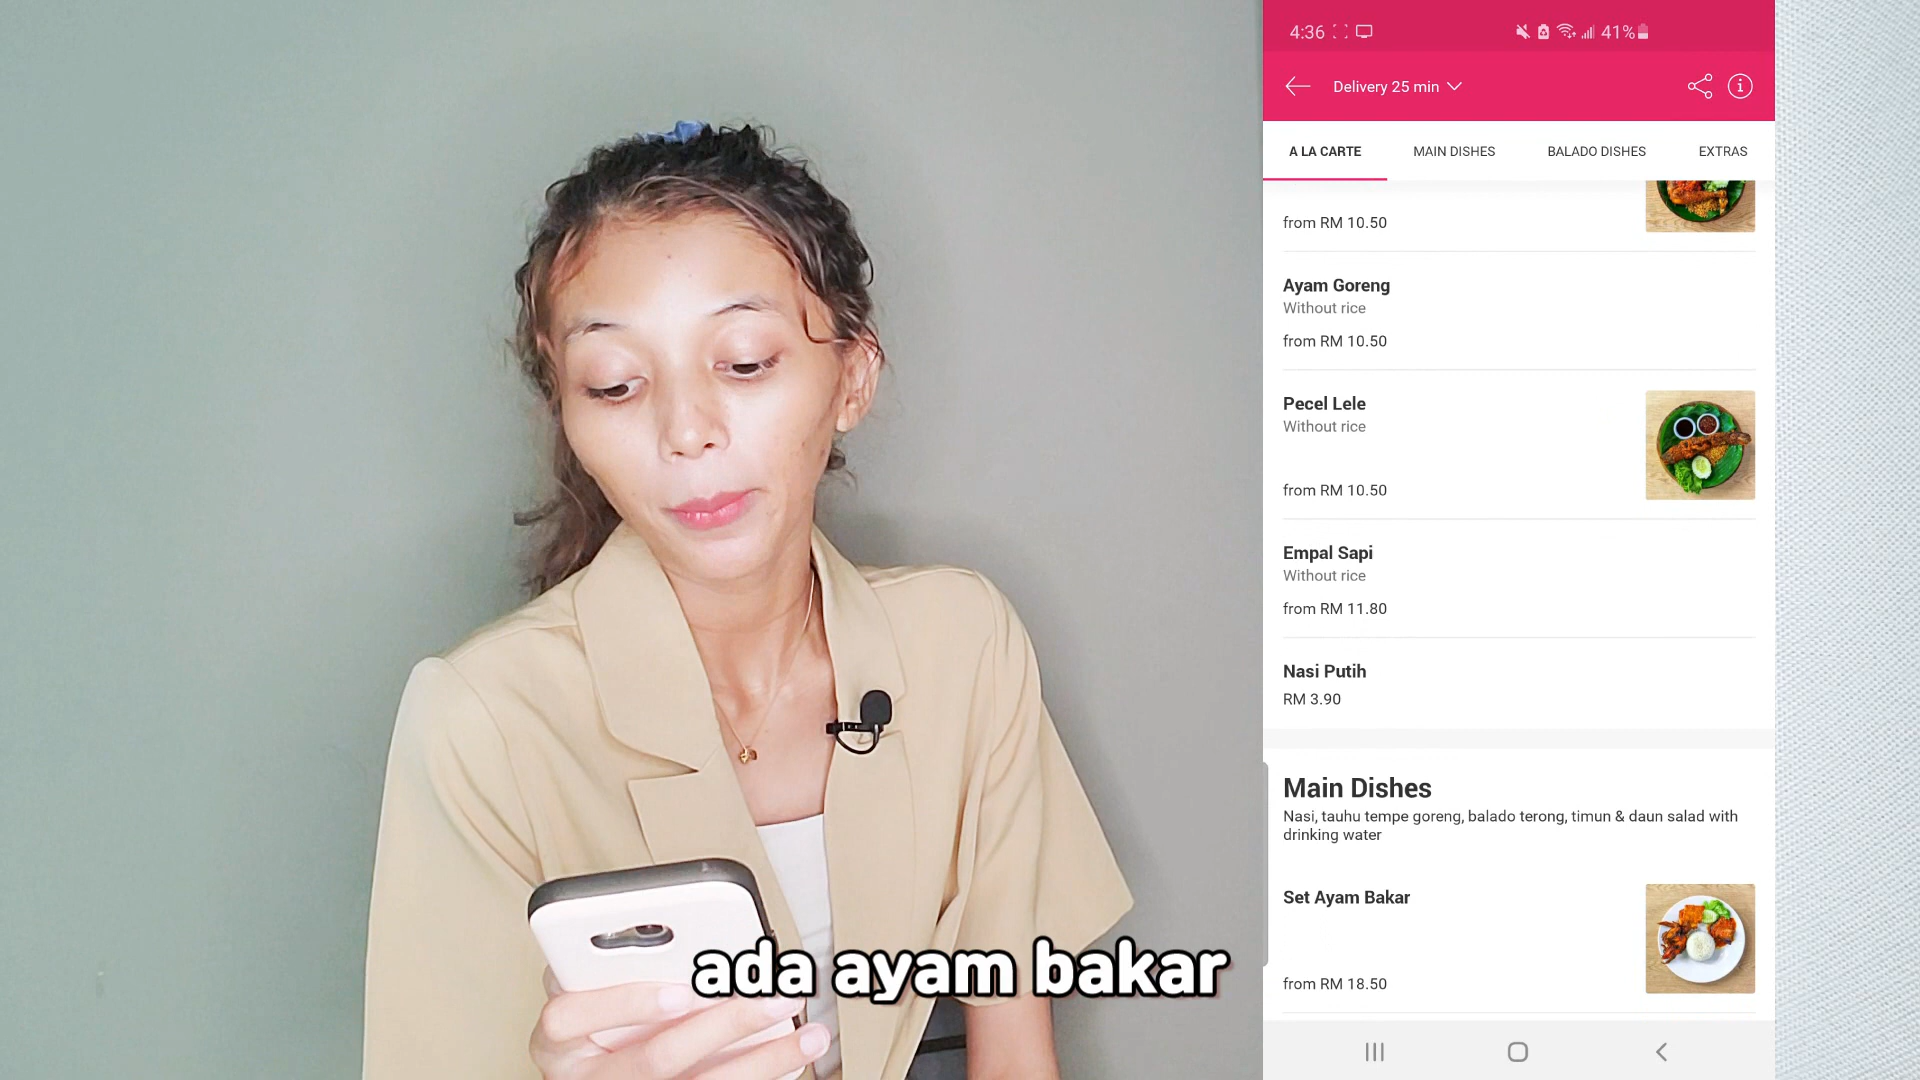 4:36
41%
Delivery 25 min
A LA CARTE
MAIN DISHES
BALADO DISHES
EXTRAS
from RM 10.50
Ayam Goreng
Without rice
from RM 10.50
Pecel Lele
Without rice
from RM 10.50
Empal Sapi
Without rice
from RM 11.80
Nasi Putih
RM 3.90
Main Dishes
Nasi, tauhu tempe goreng, balado terong, timun & daun salad with
drinking water
Set Ayam Bakar
from RM 18.50
ada ayam bakar